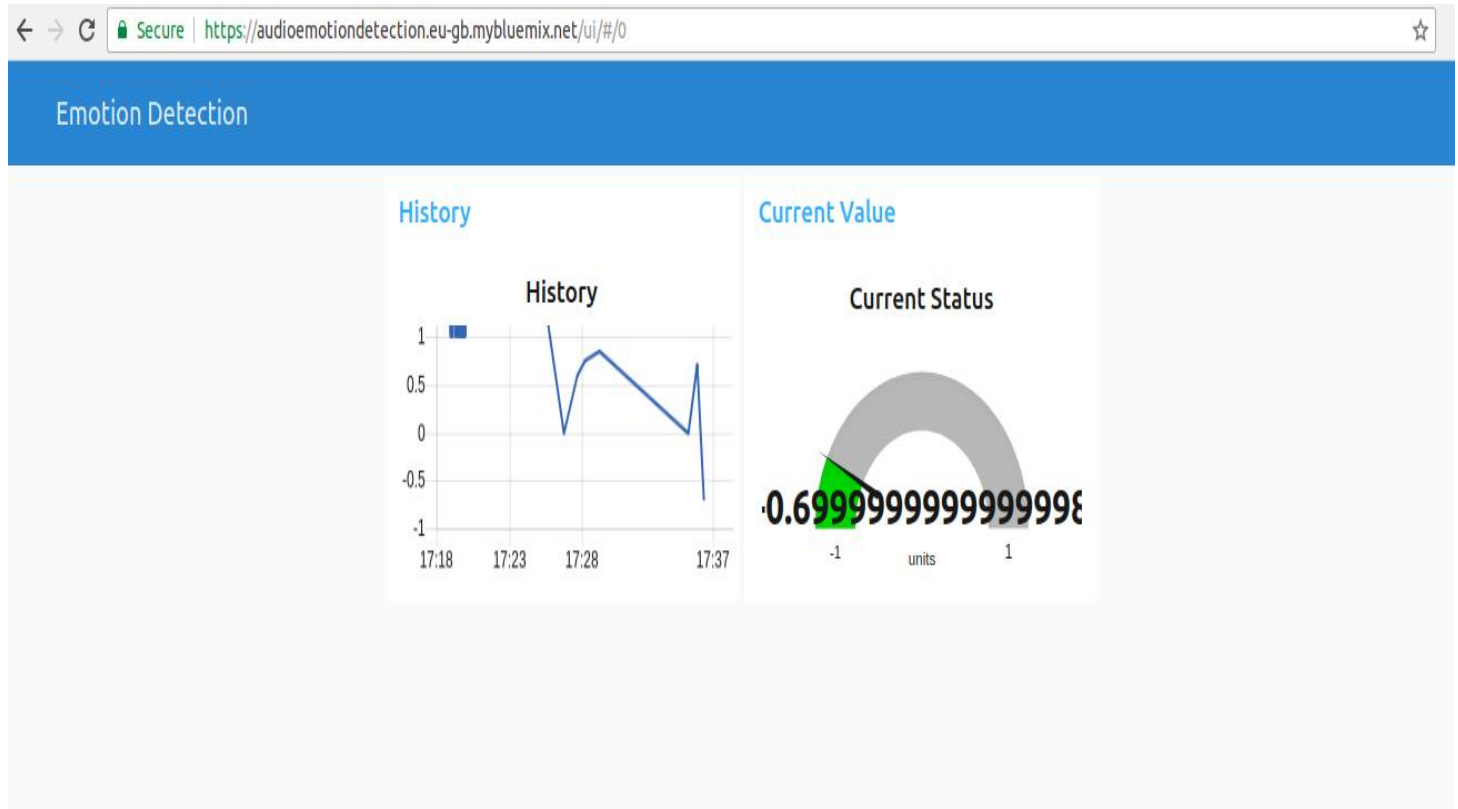 Secure | https://audioemotiondetection.eu-gb.mybluemix.net/ui/#/0
Emotion Detection
History
History
1
0.5
0
-0.5
-1
17:18 17:23 17:28 17:37
Current Value
Current Status
-0.6999999999999998
-1 units 1